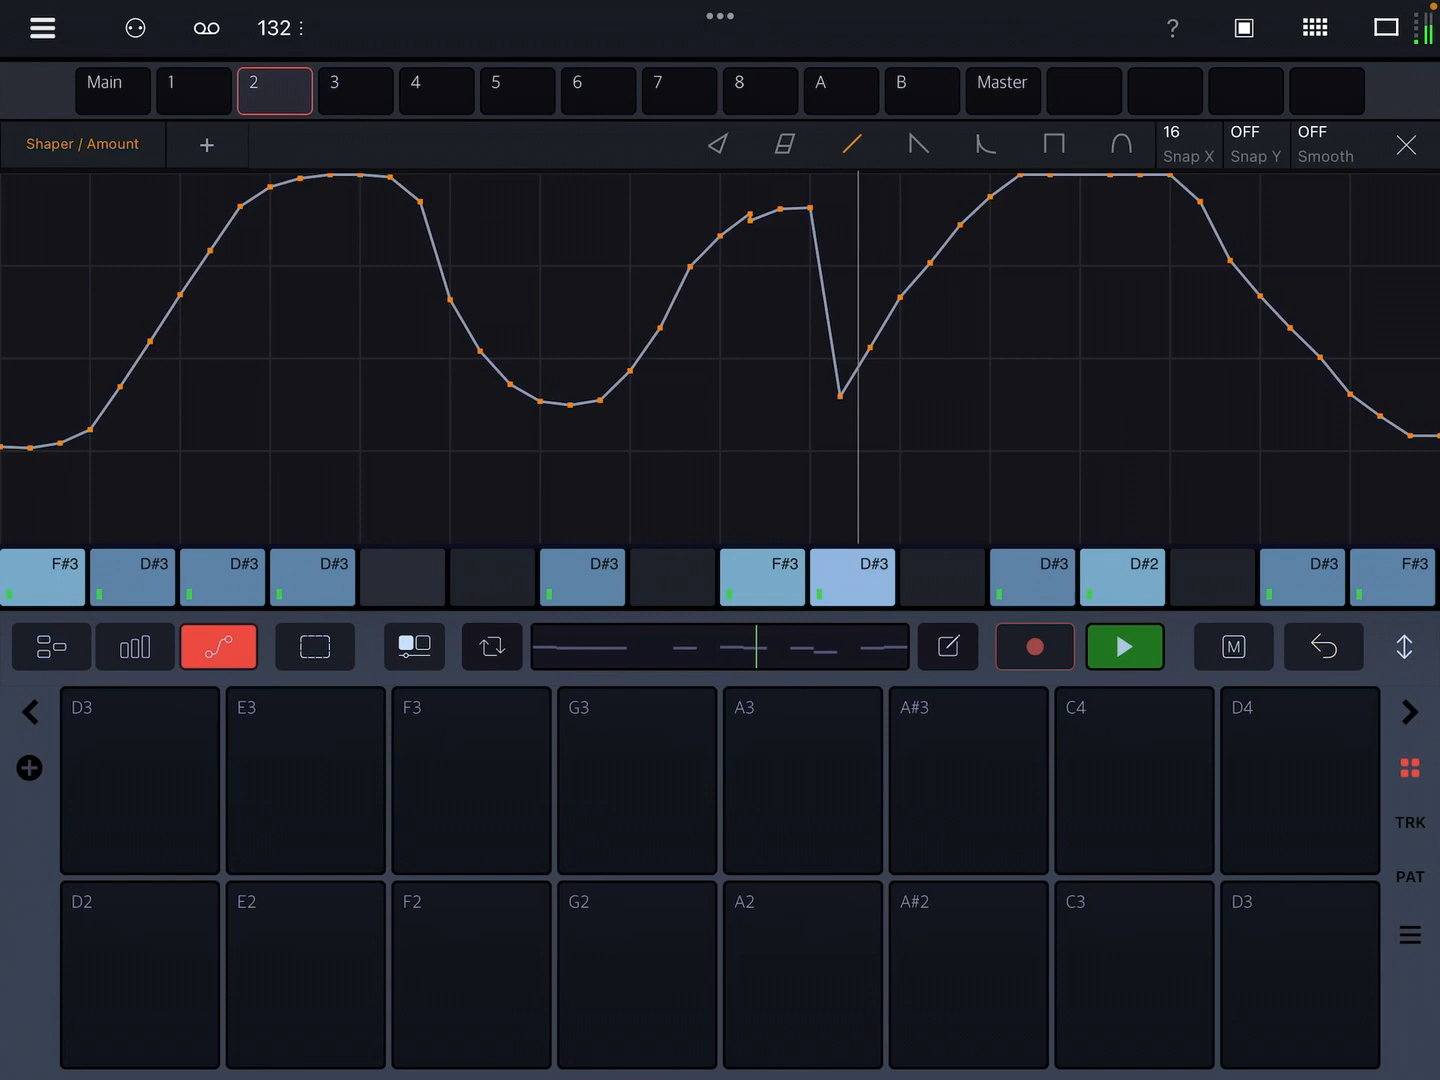 132
?
Main 1 2 3 4 5 6 7 8 A B Master
Shaper / Amount
+
16
Snap X
OFF
Snap Y
OFF
Smooth
F#3 D#3 D#3 D#3 D#3 F#3 D#3 D#3 D#2 D#3 F#3
M
D3 E3 F3 G3 A3 A#3 C4 D4
TRK
PAT
D2 E2 F2 G2 A2 A#2 C3 D3